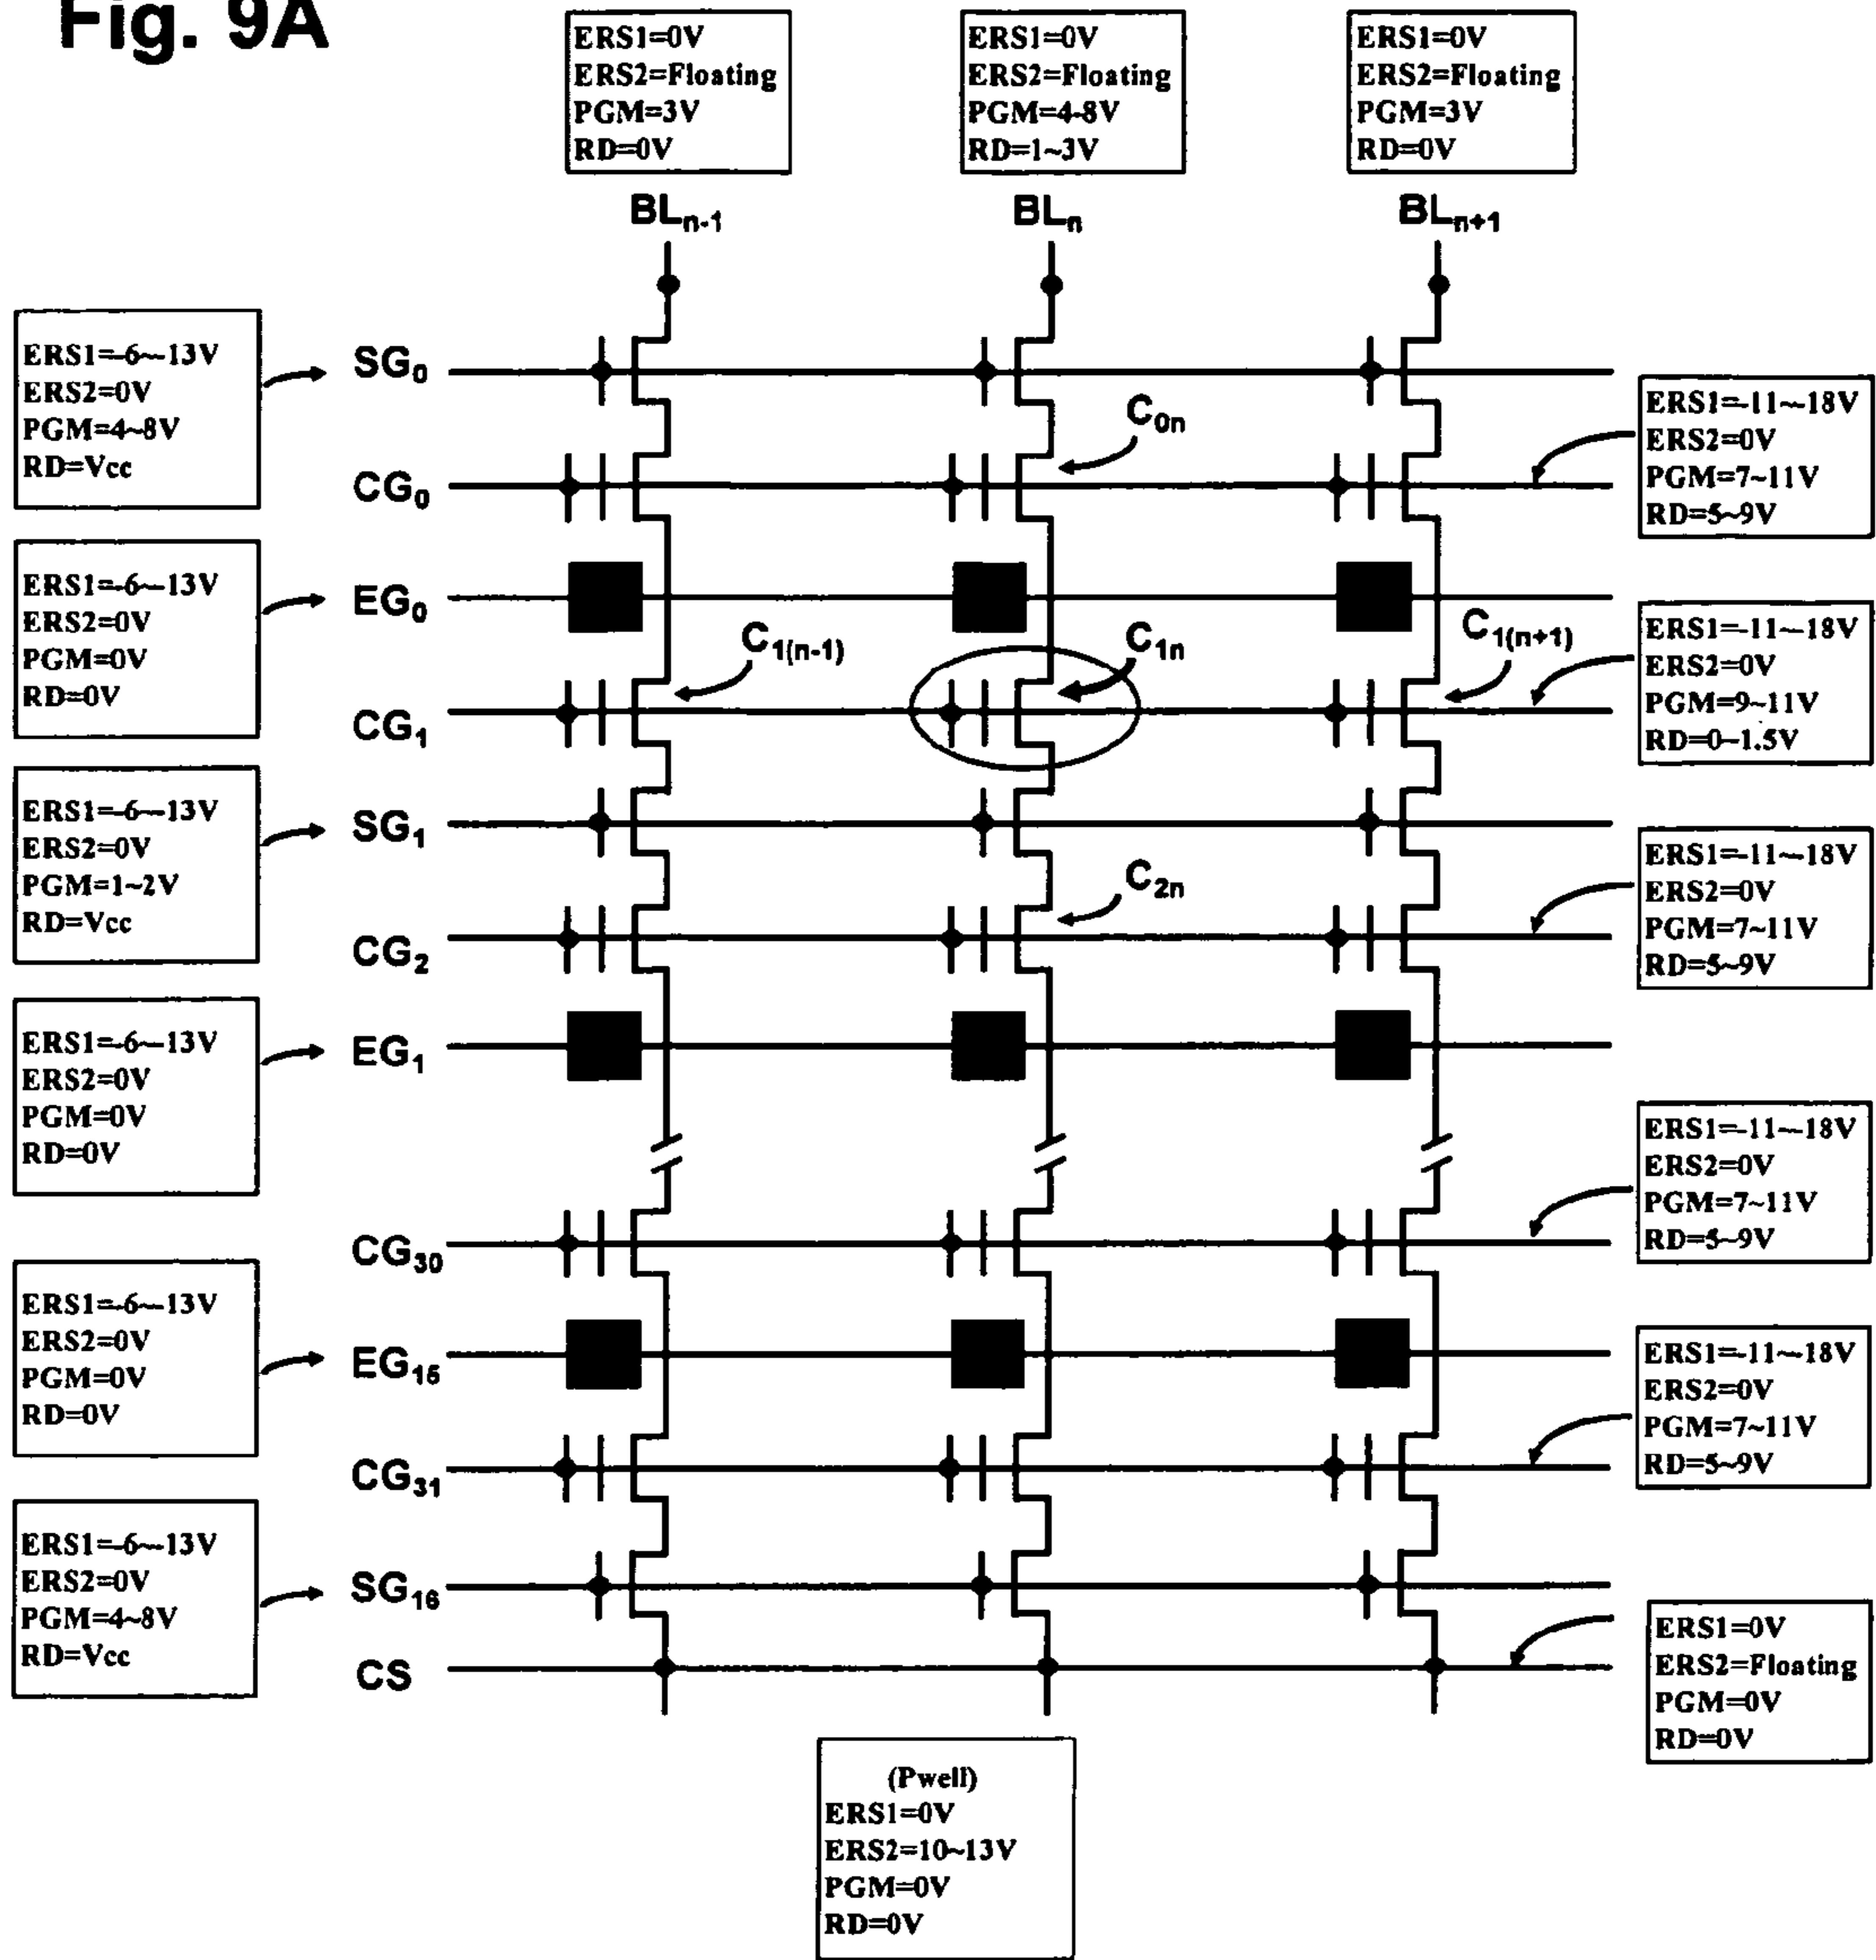 Fig. 9A
ERS1=0V
ERS2=Floating
PGM=3V
RD=0V
ERS1=0V
ERS2=Floating
PGM=4-8V
RD=1~3V
ERS1=0V
ERS2=Floating
PGM=3V
RD=0V
BLn-1
BLn
BLn+1
ERS1=-6~-13V
ERS2=0V
PGM=4~8V
RD=Vcc
SG0
C0n
ERS1=-11~-18V
ERS2=0V
PGM=7~11V
RD=5~9V
CG0
ERS1=-6~-13V
ERS2=0V
PGM=0V
RD=0V
EG0
C1(n-1)
C1n
C1(n+1)
ERS1=-11~-18V
ERS2=0V
PGM=9~11V
RD=0~1.5V
CG1
ERS1=-6~-13V
ERS2=0V
PGM=1~2V
RD=Vcc
SG1
C2n
ERS1=-11~-18V
ERS2=0V
PGM=7~11V
RD=5~9V
CG2
ERS1=-6~-13V
ERS2=0V
PGM=0V
RD=0V
EG1
ERS1=-11~-18V
ERS2=0V
PGM=7~11V
RD=5~9V
CG30
ERS1=-6~-13V
ERS2=0V
PGM=0V
RD=0V
EG15
ERS1=-11~-18V
ERS2=0V
PGM=7~11V
RD=5~9V
CG31
ERS1=-6~-13V
ERS2=0V
PGM=4~8V
RD=Vcc
SG16
CS
ERS1=0V
ERS2=Floating
PGM=0V
RD=0V
(Pwell)
ERS1=0V
ERS2=10~13V
PGM=0V
RD=0V